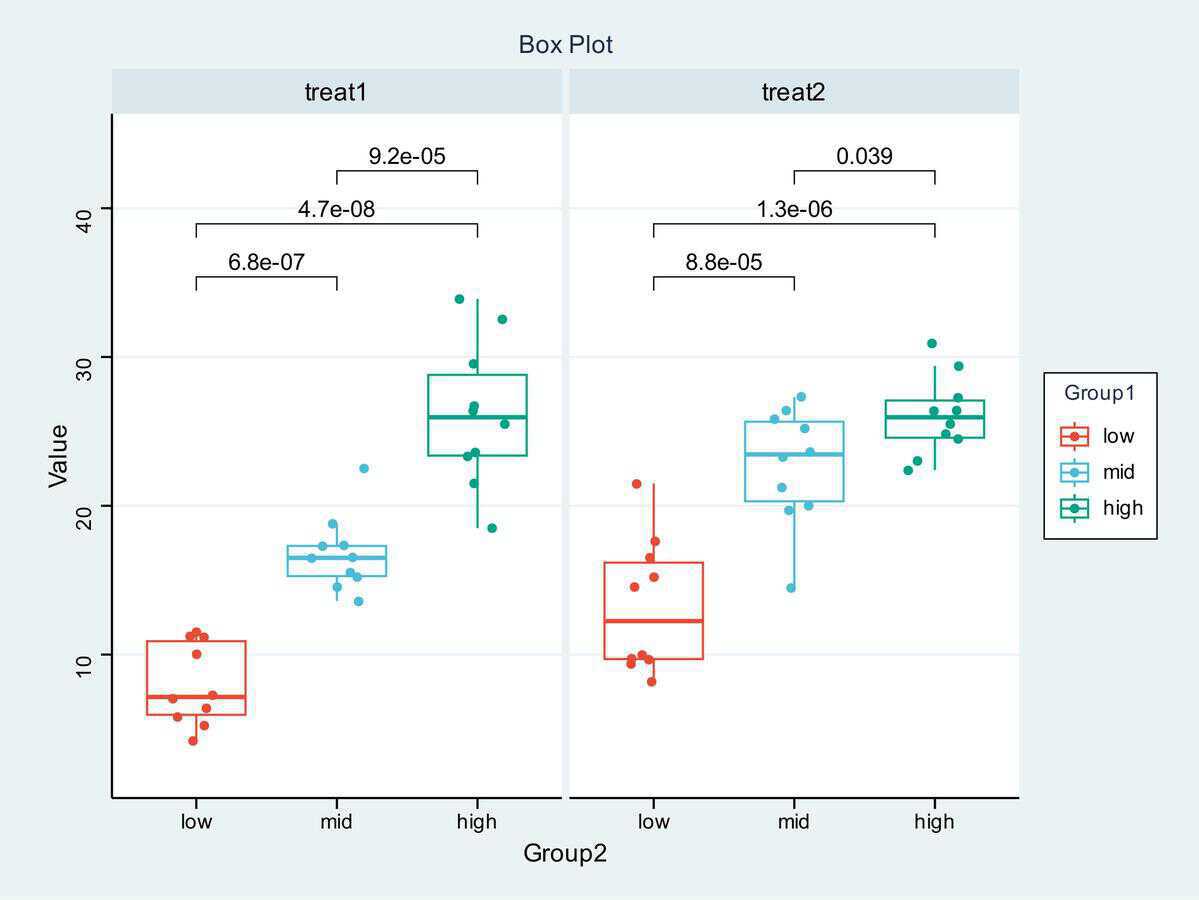 Box Plot
treat1
treat2
9.2e-05
0.039
4.7e-08
1.3e-06
6.8e-07
8.8e-05
40
30
20
10
Value
low
mid
high
low
mid
high
Group2
Group1
low
mid
high